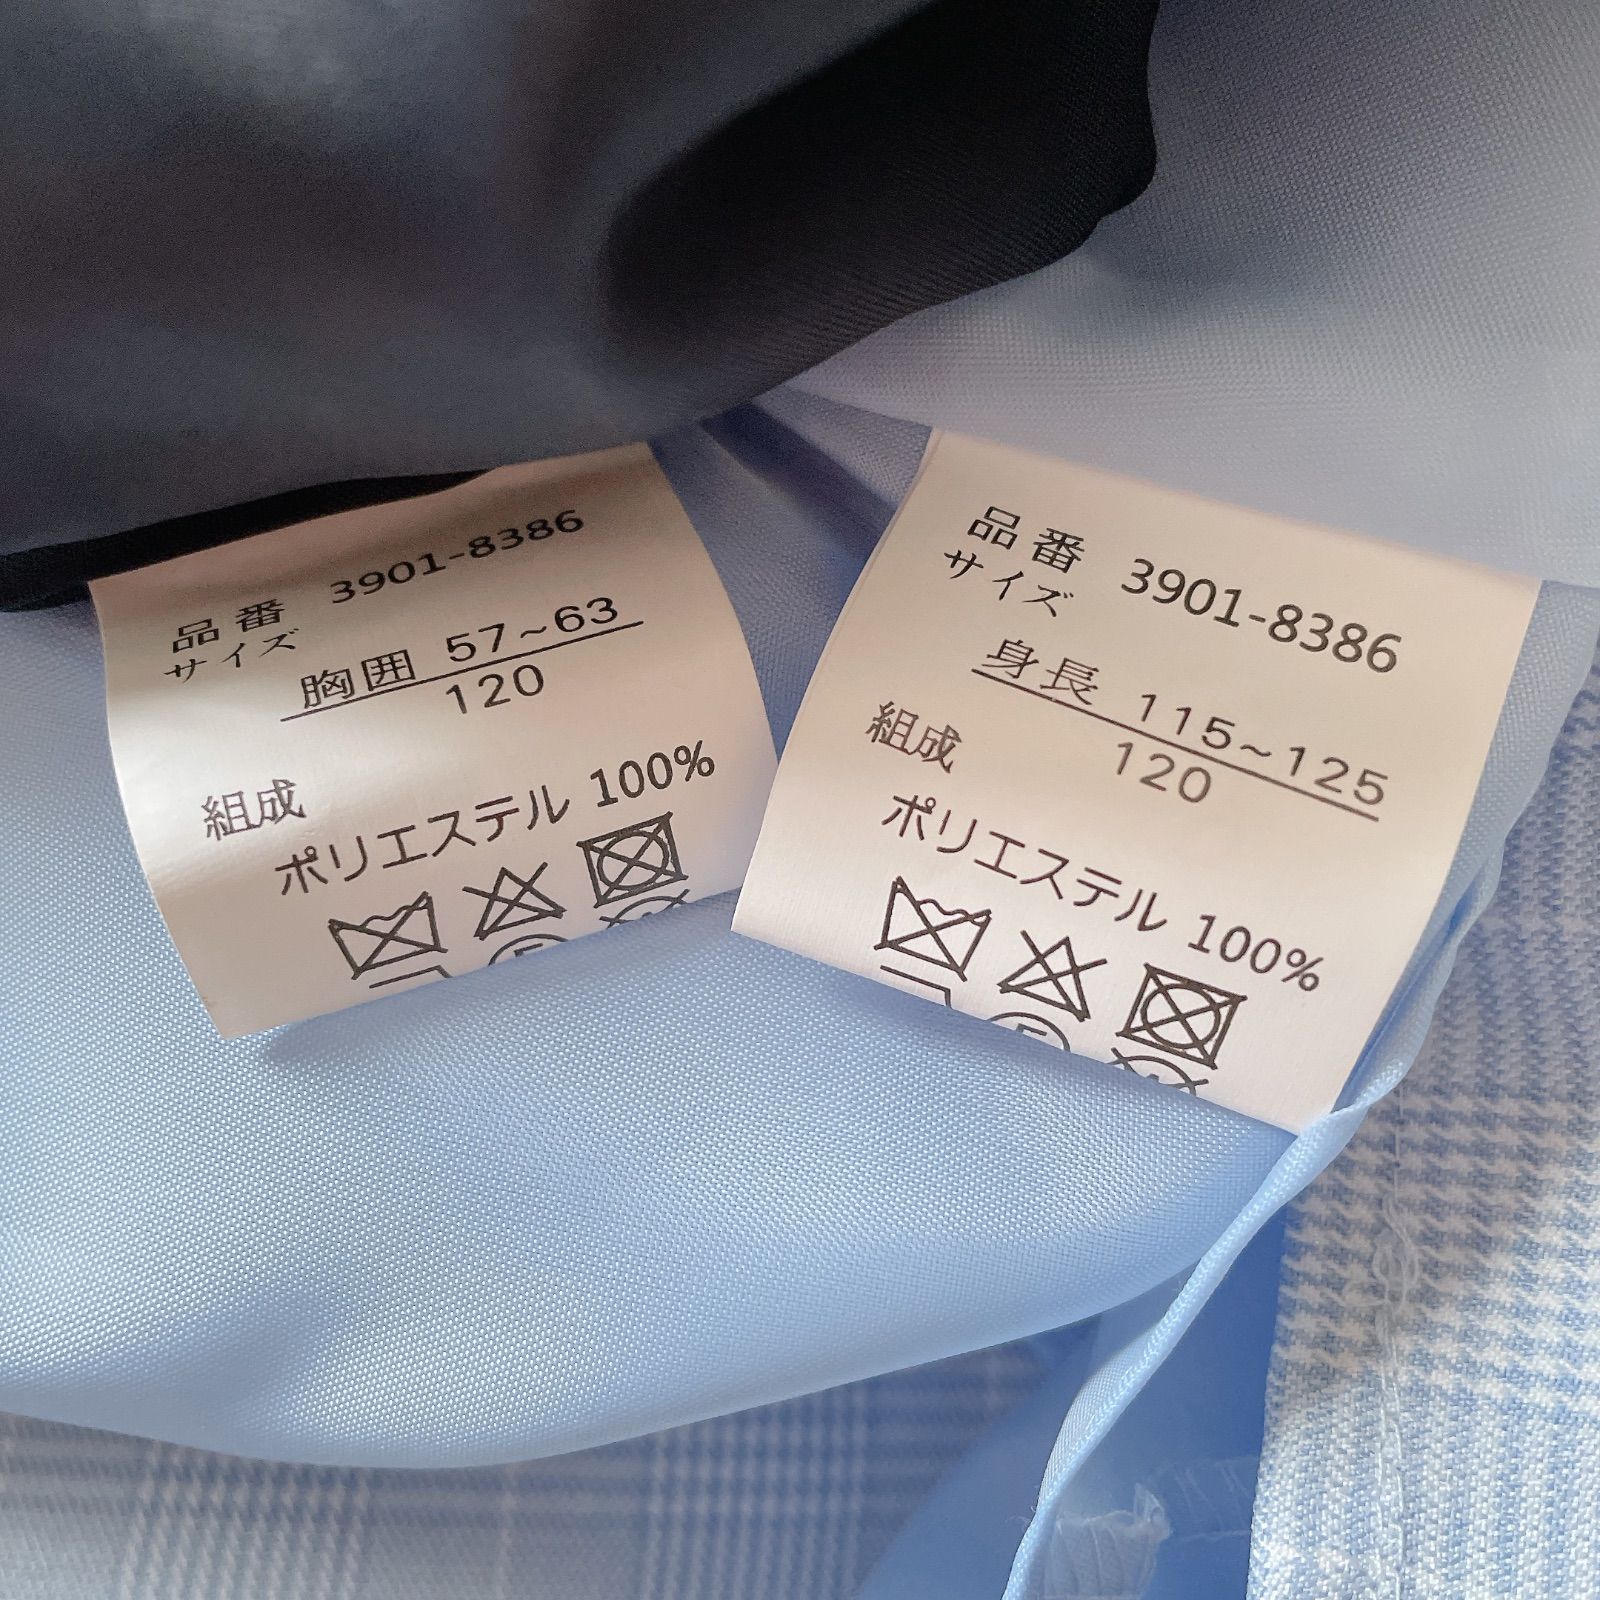 品番 3901-8386
サイズ
胸囲 57~63
120
組成
ポリエステル 100%
品番 3901-8386
サイズ
身長 115~125
120
組成
ポリエステル 100%